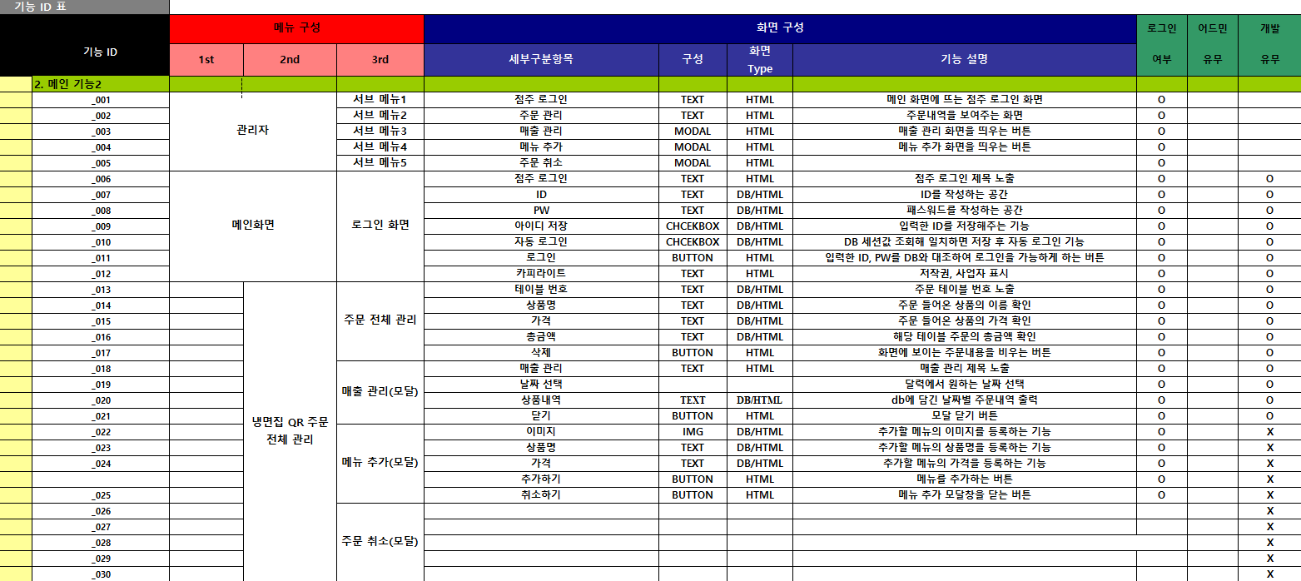 기능 ID 표
기능 ID 메뉴 구성 화면 구성 로그인 여부 어드민 유무 개발 유무
1st 2nd 3rd 세부구분항목 구성 화면 Type 기능 설명
2. 메인 기능2
_001 관리자 서브 메뉴1 점주 로그인 TEXT HTML 메인 화면에 뜨는 점주 로그인 화면 O
_002 서브 메뉴2 주문 관리 TEXT HTML 주문내역을 보여주는 화면 O
_003 서브 메뉴3 매출 관리 MODAL HTML 매출 관리 화면을 띄우는 버튼 O
_004 서브 메뉴4 메뉴 추가 MODAL HTML 메뉴 추가 화면을 띄우는 버튼 O
_005 서브 메뉴5 주문 취소 MODAL HTML O
_006 메인화면 로그인 화면 점주 로그인 TEXT HTML 점주 로그인 제목 노출 O O
_007 ID TEXT DB/HTML ID를 작성하는 공간 O O
_008 PW TEXT DB/HTML 패스워드를 작성하는 공간 O O
_009 아이디 저장 CHCEKBOX DB/HTML 입력한 ID를 저장해주는 기능 O O
_010 자동 로그인 CHCEKBOX DB/HTML DB 세션값 조회해 일치하면 저장 후 자동 로그인 기능 O O
_011 로그인 BUTTON HTML 입력한 ID, PW를 DB와 대조하여 로그인을 가능하게 하는 버튼 O O
_012 카피라이트 TEXT HTML 저작권, 사업자 표시 O O
_013 냉면집 QR 주문 전체 관리 주문 전체 관리 테이블 번호 TEXT DB/HTML 주문 테이블 번호 노출 O O
_014 상품명 TEXT DB/HTML 주문 들어온 상품의 이름 확인 O O
_015 가격 TEXT DB/HTML 주문 들어온 상품의 가격 확인 O O
_016 총금액 TEXT DB/HTML 해당 테이블 주문의 총금액 확인 O O
_017 삭제 BUTTON HTML 화면에 보이는 주문내용을 비우는 버튼 O O
_018 매출 관리(모달) 매출 관리 TEXT HTML 매출 관리 제목 노출 O O
_019 날짜 선택 달력에서 원하는 날짜 선택 O O
_020 상품내역 TEXT DB/HTML db에 담긴 날짜별 주문내역 출력 O O
_021 닫기 BUTTON HTML 모달 닫기 버튼 O O
_022 메뉴 추가(모달) 이미지 IMG DB/HTML 추가할 메뉴의 이미지를 등록하는 기능 O X
_023 상품명 TEXT DB/HTML 추가할 메뉴의 상품명을 등록하는 기능 O X
_024 가격 TEXT DB/HTML 추가할 메뉴의 가격을 등록하는 기능 O X
추가하기 BUTTON HTML 메뉴를 추가하는 버튼 O X
_025 취소하기 BUTTON HTML 메뉴 추가 모달창을 닫는 버튼 O X
_026 주문 취소(모달) X
_027 X
_028 X
_029 X
_030 X